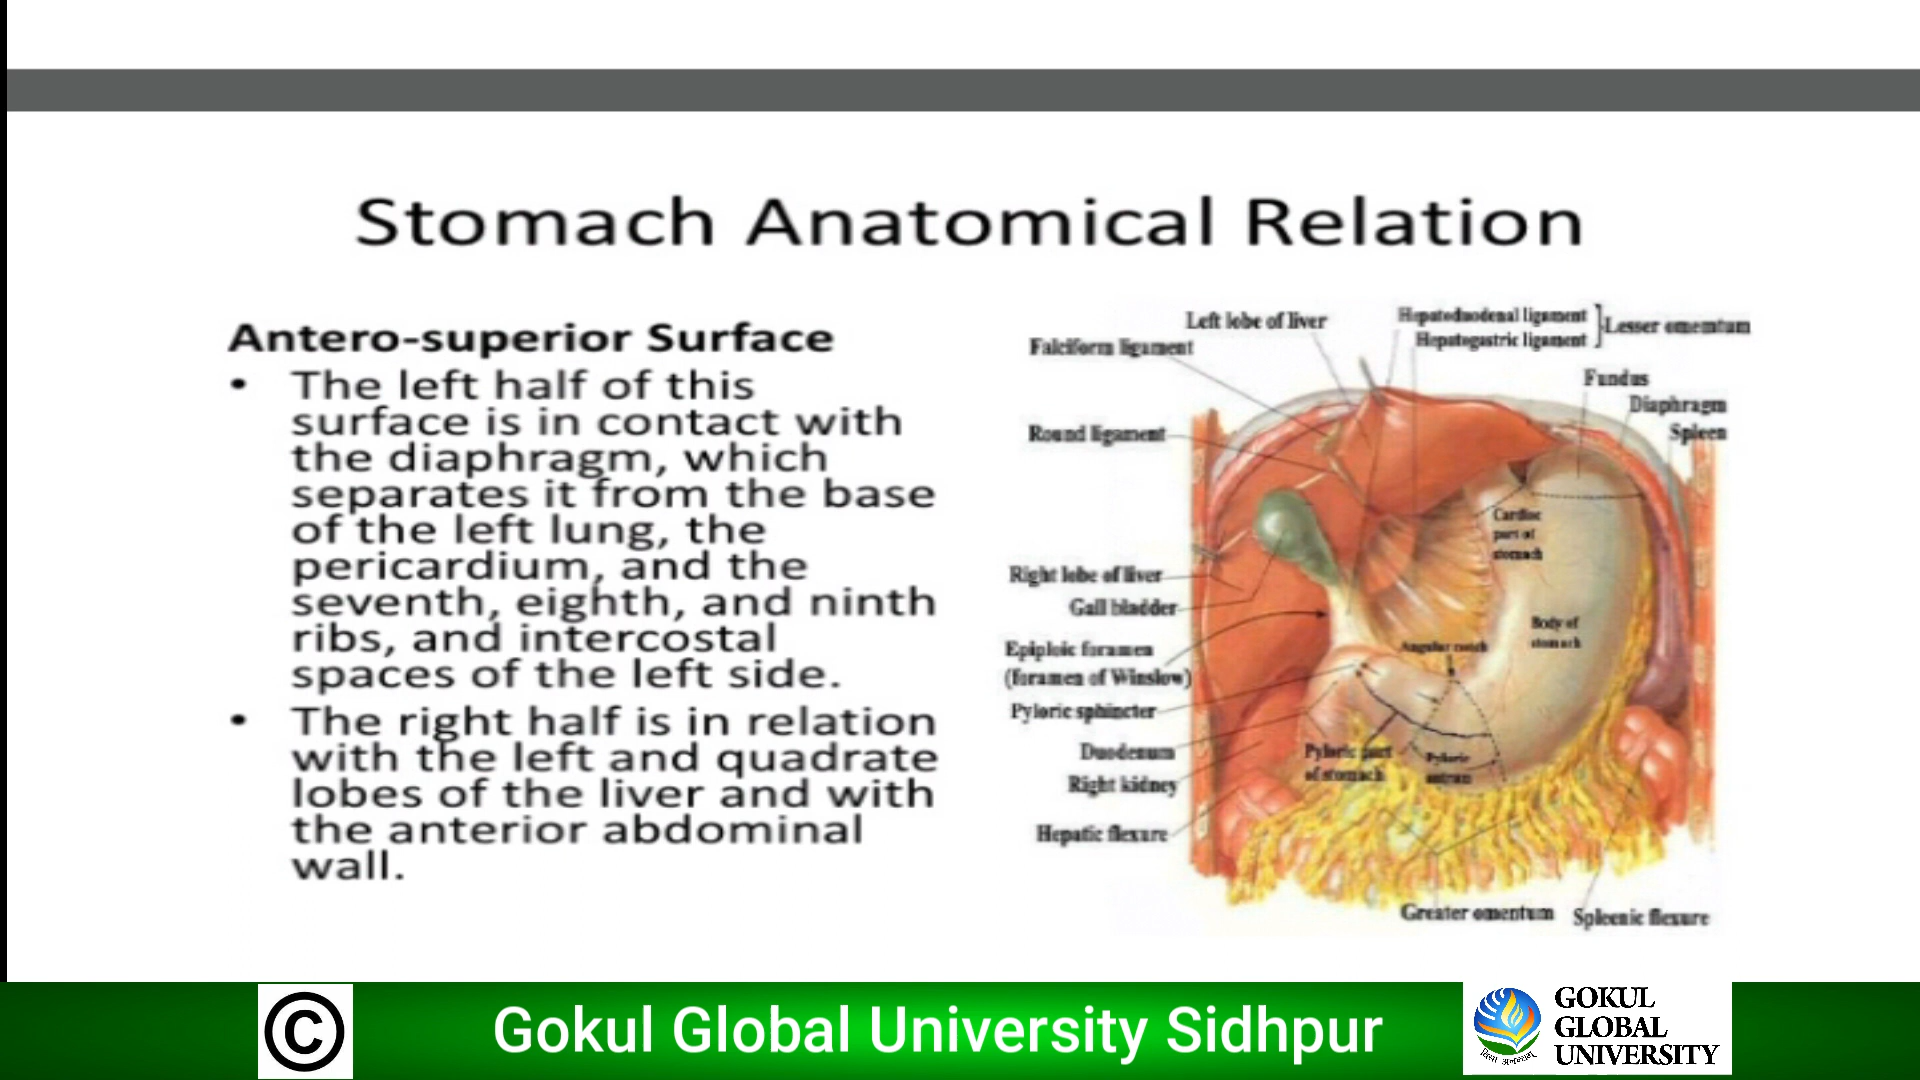 Stomach Anatomical Relation
Antero-superior Surface
• The left half of this
surface is in contact with
the diaphragm, which
separates it from the base
of the left lung, the
pericardium, and the
seventh, eighth, and ninth
ribs, and intercostal
spaces of the left side.
• The right half is in relation
with the left and quadrate
lobes of the liver and with
the anterior abdominal
wall.
Left lobe of liver
Falciform ligament
Hepatoduodenal ligament
Hepatogastric ligament
Lesser omentum
Fundus
Diaphragm
Spleen
Round ligament
Cardiac
part of
stomach
Right lobe of liver
Gall bladder
Body of
stomach
Angular notch
Epiploic foramen
(foramen of Winslow)
Pyloric sphincter
Duodenum
Pyloric part
of stomach
Pyloric
antrum
Right kidney
Hepatic flexure
Greater omentum
Spleenic flexure
©
Gokul Global University Sidhpur
GOKUL
GLOBAL
UNIVERSITY